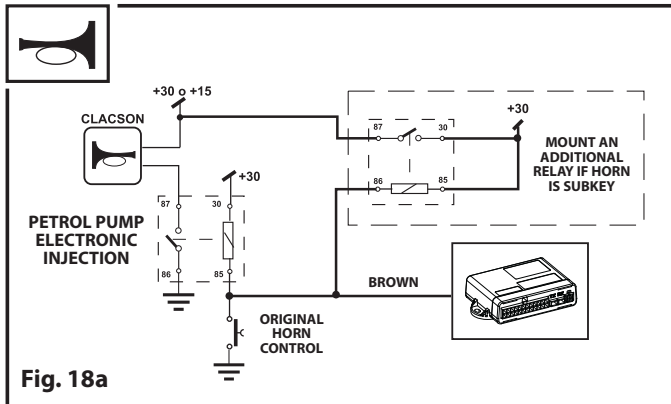 +30 o +15
CLACSON
87
30
+30
86
85
MOUNT AN
ADDITIONAL
RELAY IF HORN
IS SUBKEY
+30
87
30
PETROL PUMP
ELECTRONIC
INJECTION
86
85
BROWN
ORIGINAL
HORN
CONTROL
Fig. 18a